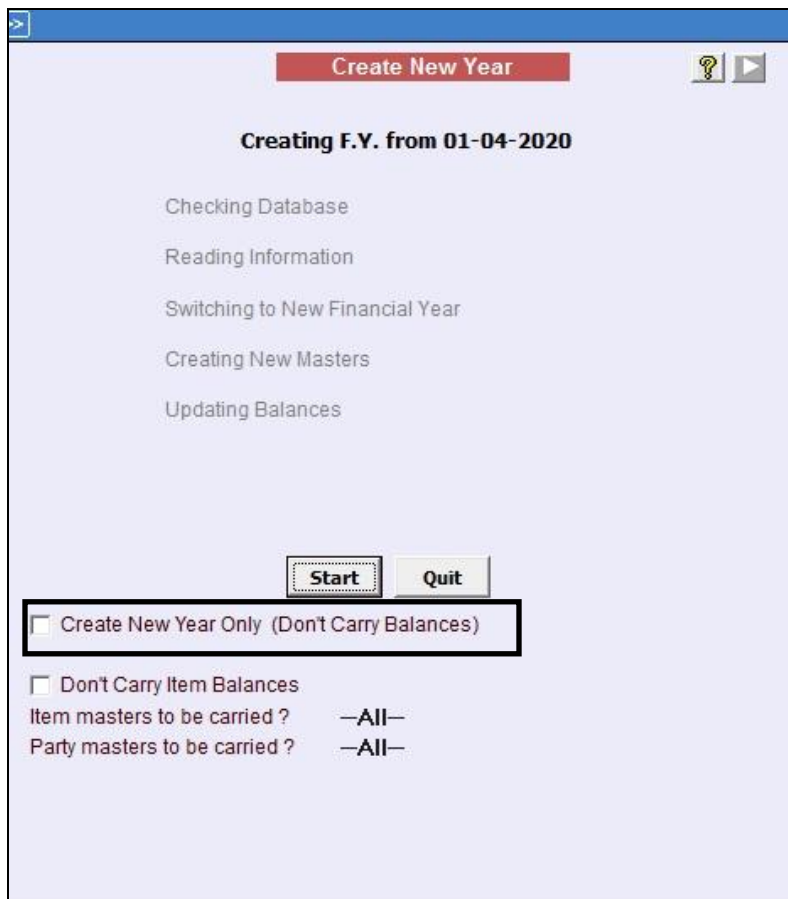 >>
Create New Year
?
Creating F.Y. from 01-04-2020
Checking Database
Reading Information
Switching to New Financial Year
Creating New Masters
Updating Balances
Start Quit
Create New Year Only (Don't Carry Balances)
Don't Carry Item Balances
Item masters to be carried ? —All—
Party masters to be carried ? —All—